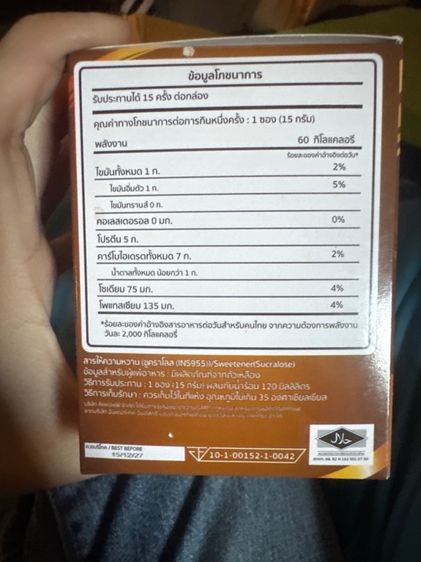 ข้อมูลโภชนาการ
รับประทานได้ 15 ครั้ง ต่อกล่อง
คุณค่าทางโภชนาการต่อการกินหนึ่งครั้ง : 1 ซอง (15 กรัม)
พลังงาน 60 กิโลแคลอรี
ร้อยละของค่าอ้างอิงต่อวัน*
ไขมันทั้งหมด 1 ก. 2%
ไขมันอิ่มตัว 1 ก. 5%
ไขมันทรานส์ 0 ก.
คอเลสเตอรอล 0 มก. 0%
โปรตีน 5 ก.
คาร์โบไฮเดรตทั้งหมด 7 ก. 2%
น้ำตาลทั้งหมด น้อยกว่า 1 ก.
โซเดียม 75 มก. 4%
โพแทสเซียม 135 มก. 4%
*ร้อยละของค่าอ้างอิงสารอาหารต่อวันสำหรับคนไทย จากความต้องการพลังงาน
วันละ 2,000 กิโลแคลอรี
สารให้ความหวาน (ซูคราโลส (INS955))/Sweetener(Sucralose)
ข้อมูลสำหรับผู้แพ้อาหาร : มีผลิตภัณฑ์จากถั่วเหลือง
วิธีการรับประทาน : 1 ซอง (15 กรัม) ผสมกับน้ำร้อน 120 มิลลิลิตร
วิธีการเก็บรักษา : ควรเก็บไว้ในที่แห้ง อุณหภูมิไม่เกิน 35 องศาเซียลเซียส
ควรบริโภค / BEST BEFORE
15/12/27
10-1-00152-1-0042
حلال